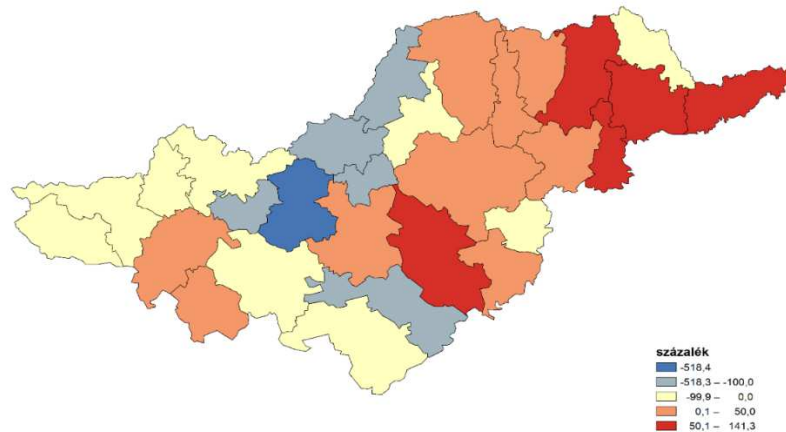 százalék
-518,4
-518,3 – -100,0
-99,9 – 0,0
0,1 – 50,0
50,1 – 141,3